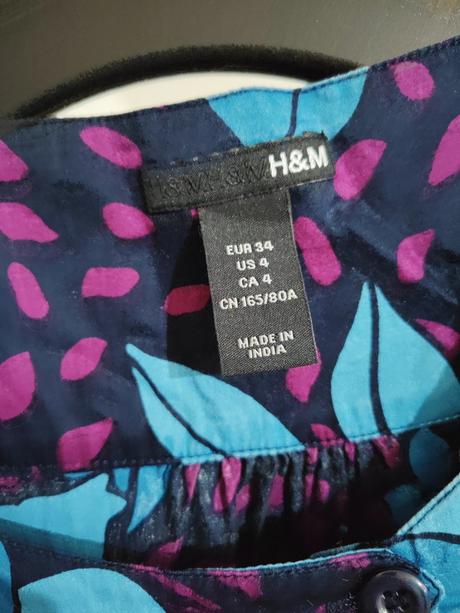 H&M H&M H&M
EUR 34
US 4
CA 4
CN 165/80A
MADE IN
INDIA